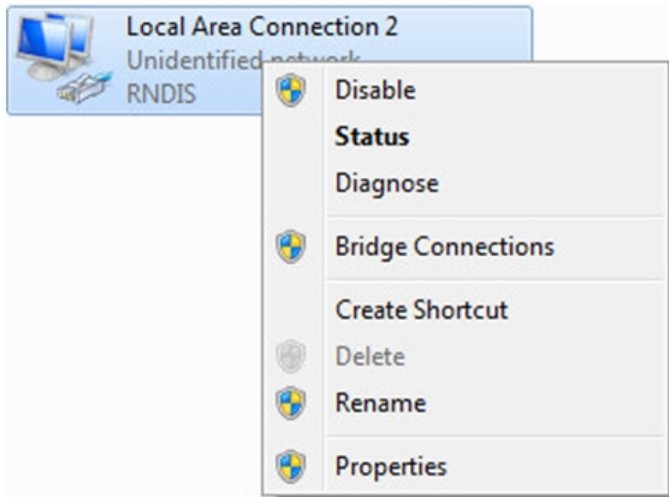 Local Area Connection 2
Unidentified network
RNDIS
Disable
Status
Diagnose
Bridge Connections
Create Shortcut
Delete
Rename
Properties